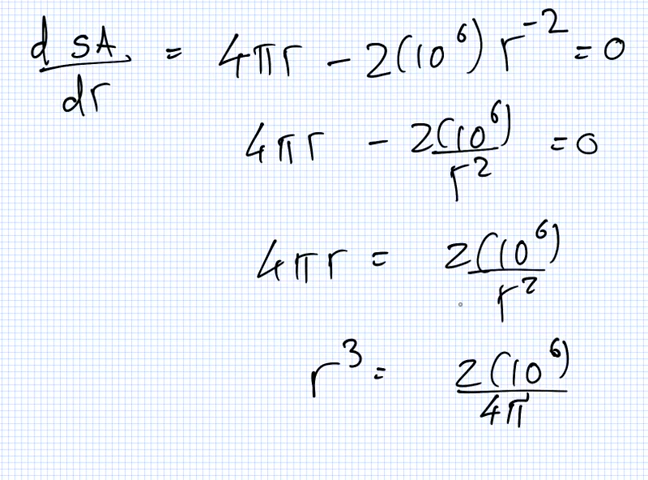 d SA/dr = 4πr - 2(10⁶) r⁻² = 0
4πr - 2(10⁶)/r² = 0
4πr = 2(10⁶)/r²
r³ = 2(10⁶)/4π